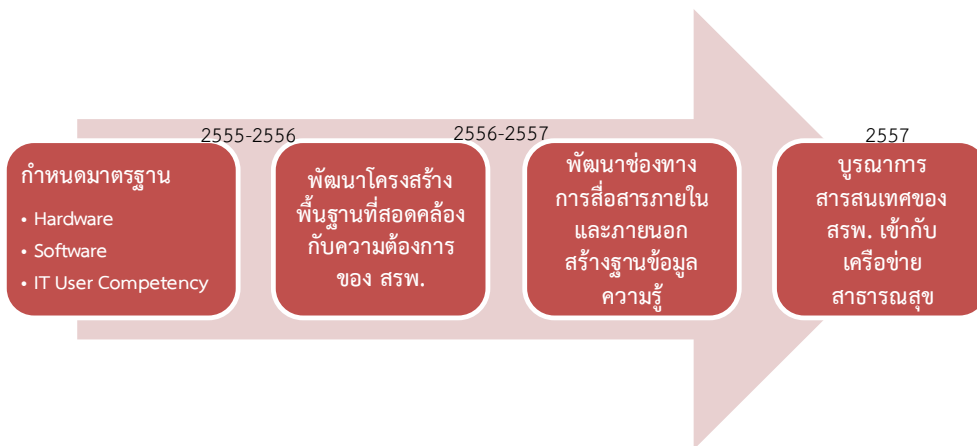 2555-2556
2556-2557
2557
กำหนดมาตรฐาน
• Hardware
• Software
• IT User Competency
พัฒนาโครงสร้าง
พื้นฐานที่สอดคล้อง
กับความต้องการ
ของ สรพ.
พัฒนาช่องทาง
การสื่อสารภายใน
และภายนอก
สร้างฐานข้อมูล
ความรู้
บูรณาการ
สารสนเทศของ
สรพ. เข้ากับ
เครือข่าย
สาธารณสุข